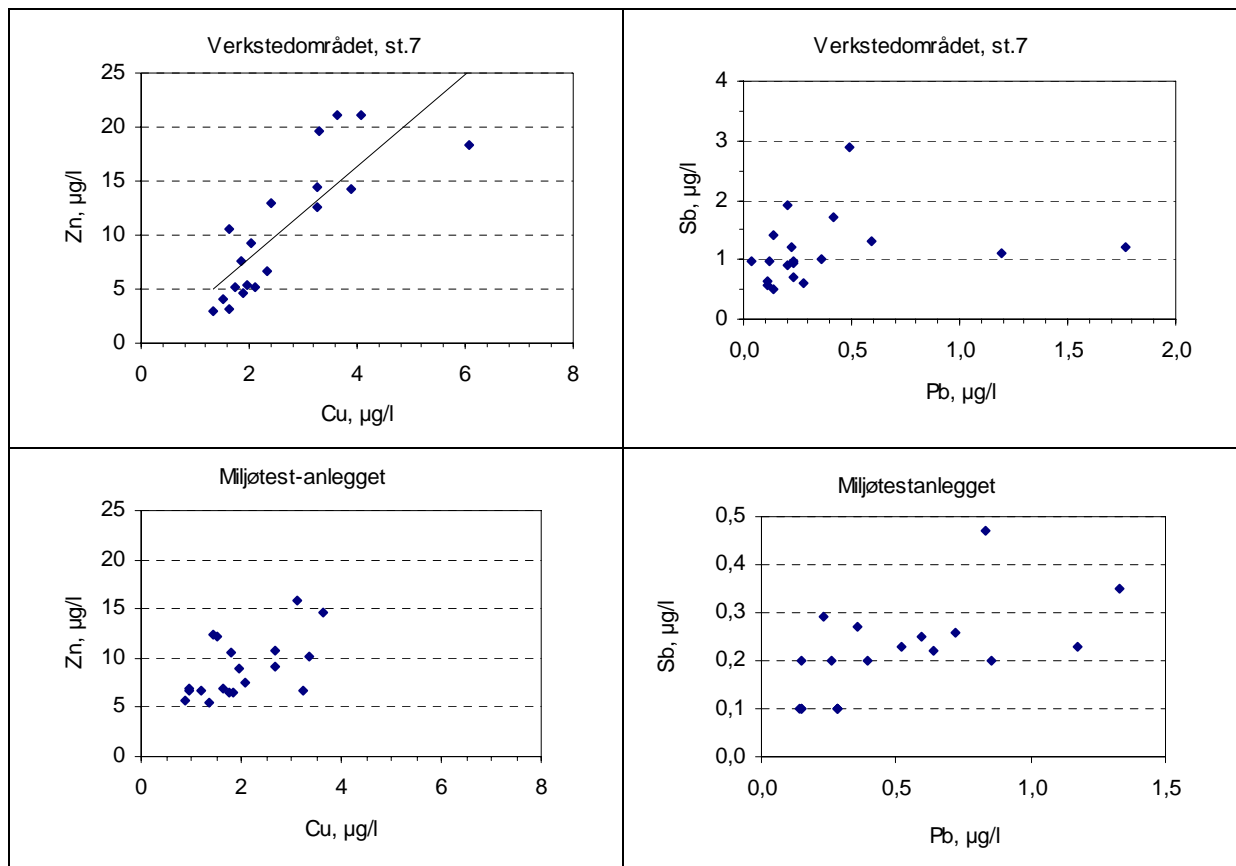 Verkstedområdet, st.7
25
20
15
10
5
0
0 2 4 6 8
Zn, µg/l
Cu, µg/l
Verkstedområdet, st.7
4
3
2
1
0
0,0 0,5 1,0 1,5 2,0
Sb, µg/l
Pb, µg/l
Miljøtest-anlegget
25
20
15
10
5
0
0 2 4 6 8
Zn, µg/l
Cu, µg/l
Miljøtestanlegget
0,5
0,4
0,3
0,2
0,1
0,0
0,0 0,5 1,0 1,5
Sb, µg/l
Pb, µg/l